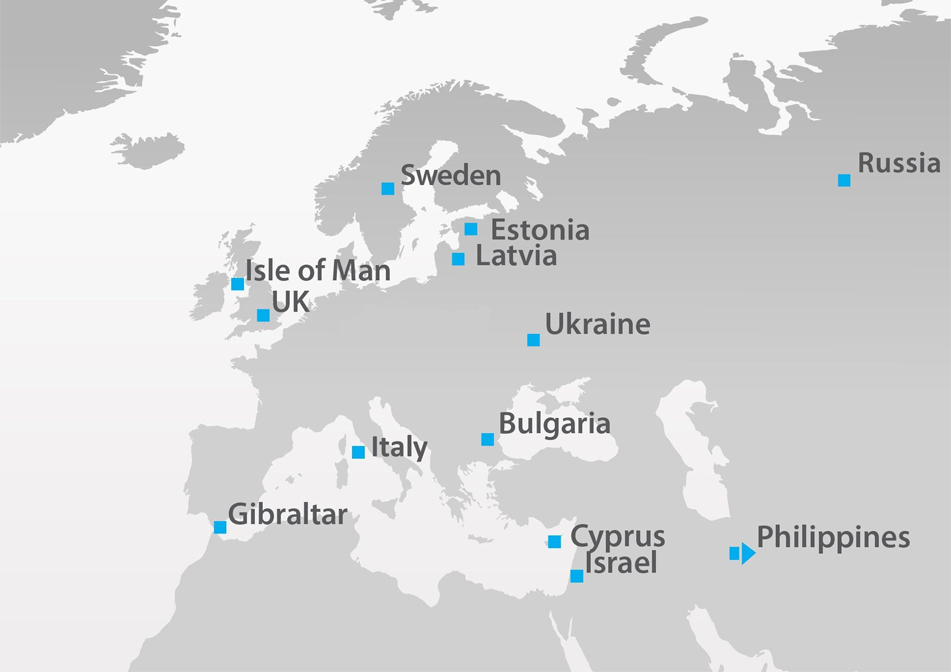 Russia
Sweden
Estonia
Latvia
Isle of Man
UK
Ukraine
Bulgaria
Italy
Gibraltar
Cyprus
Philippines
Israel